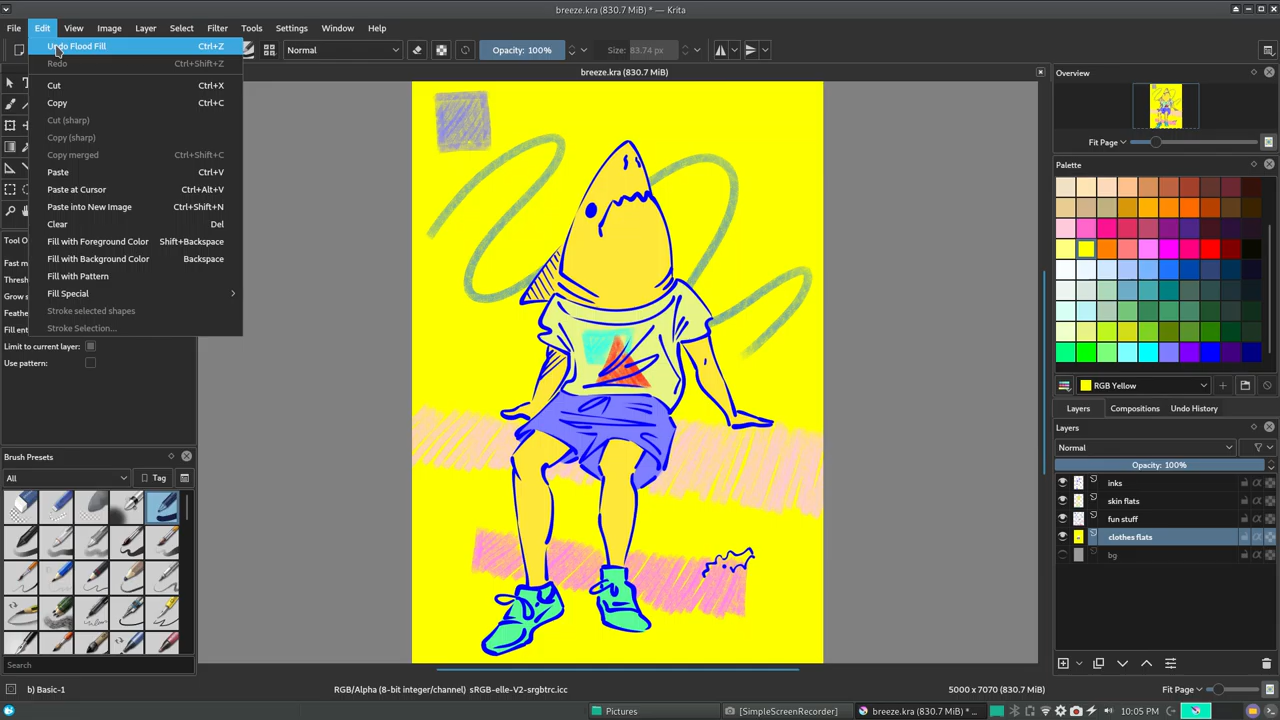 breeze.kra (830.7 MiB) * — Krita
File Edit View Image Layer Select Filter Tools Settings Window Help
Normal Opacity: 100% Size: 83.74 px
breeze.kra (830.7 MiB) *
Undo Flood Fill Ctrl+Z
Redo Ctrl+Shift+Z
Cut Ctrl+X
Copy Ctrl+C
Cut (sharp)
Copy (sharp)
Copy merged Ctrl+Shift+C
Paste Ctrl+V
Paste at Cursor Ctrl+Alt+V
Paste into New Image Ctrl+Shift+N
Clear Del
Fill with Foreground Color Shift+Backspace
Fill with Background Color Backspace
Fill with Pattern
Fill Special
Stroke selected shapes
Stroke Selection...
Tool O
Fast m
Thresh
Grow s
Feathe
Fill ent
Limit to current layer:
Use pattern:
Brush Presets
All Tag
Search
Overview
Fit Page
Palette
RGB Yellow
Layers Compositions Undo History
Layers
Normal
Opacity: 100%
inks
skin flats
fun stuff
clothes flats
bg
b) Basic-1
RGB/Alpha (8-bit integer/channel) sRGB-elle-V2-srgbtrc.icc
5000 x 7070 (830.7 MiB)
Fit Page
Pictures
[SimpleScreenRecorder]
breeze.kra (830.7 MiB) * ...
10:05 PM